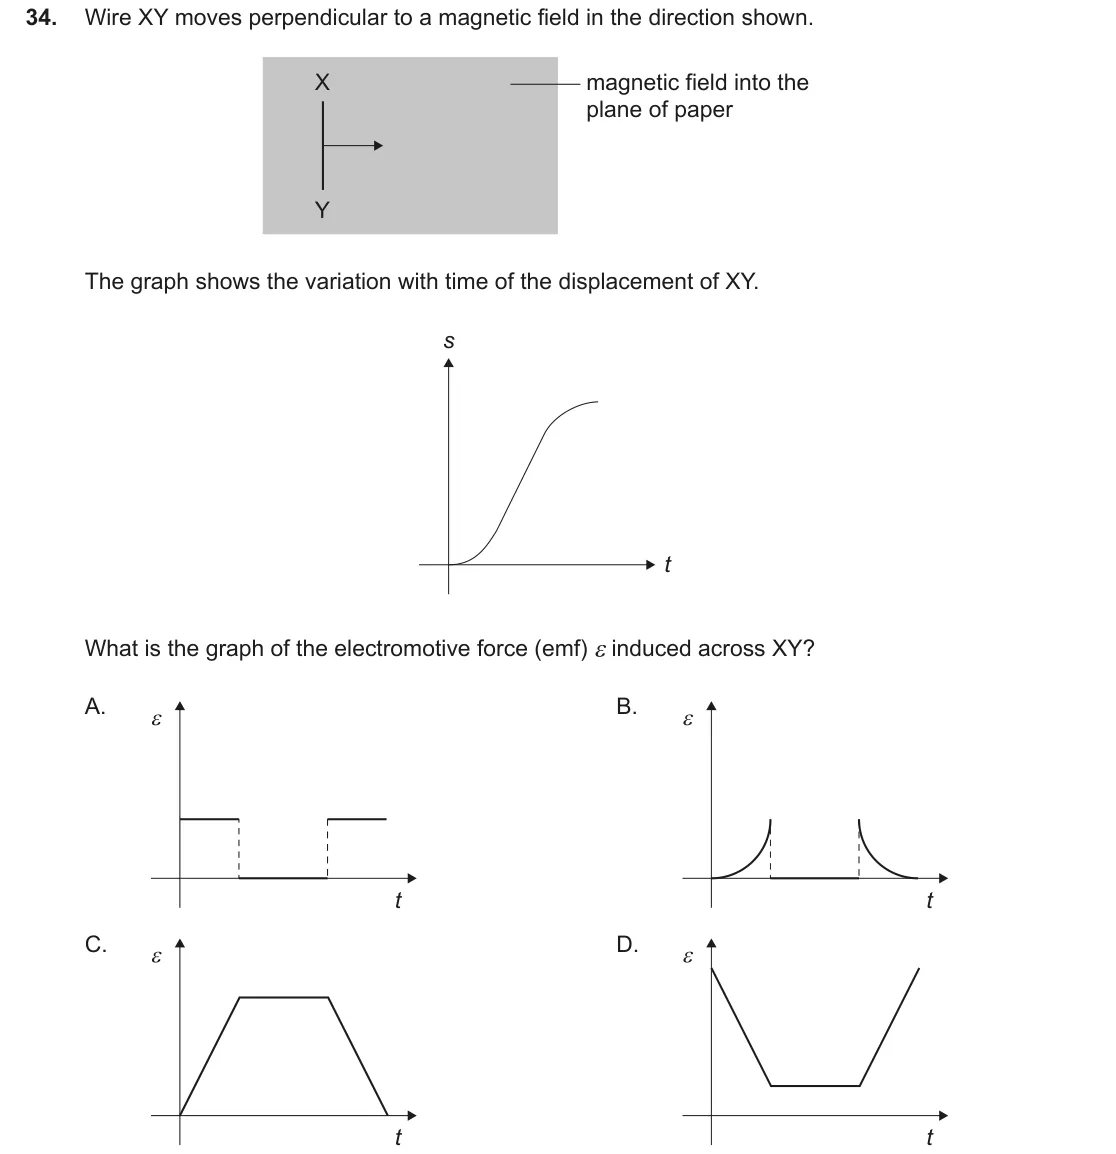 34. Wire XY moves perpendicular to a magnetic field in the direction shown.
X
magnetic field into the
plane of paper
Y
The graph shows the variation with time of the displacement of XY.
s
t
What is the graph of the electromotive force (emf) ε induced across XY?
A.
ε
t
B.
ε
t
C.
ε
t
D.
ε
t